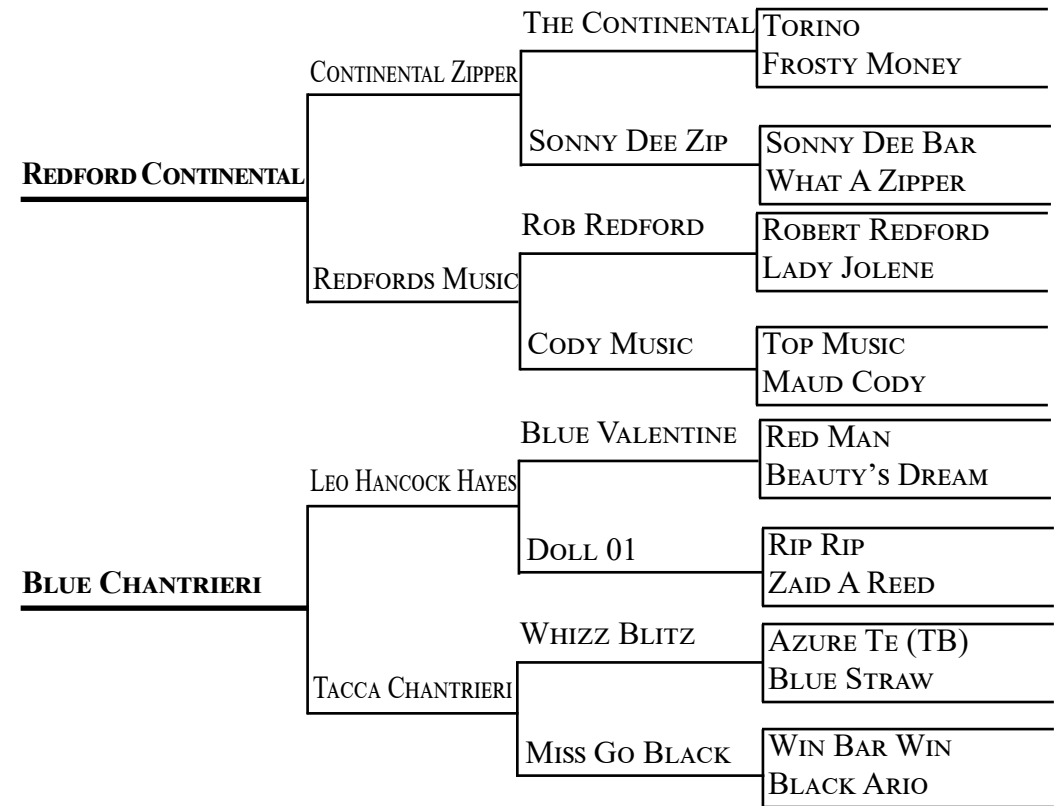 The Continental
Torino
Frosty Money
Continental Zipper
Sonny Dee Zip
Sonny Dee Bar
What A Zipper
Redford Continental
Rob Redford
Robert Redford
Lady Jolene
Redfords Music
Cody Music
Top Music
Maud Cody
Blue Valentine
Red Man
Beauty’s Dream
Leo Hancock Hayes
Doll 01
Rip Rip
Zaid A Reed
Blue Chantrieri
Whizz Blitz
Azure Te (TB)
Blue Straw
Tacca Chantrieri
Miss Go Black
Win Bar Win
Black Ario